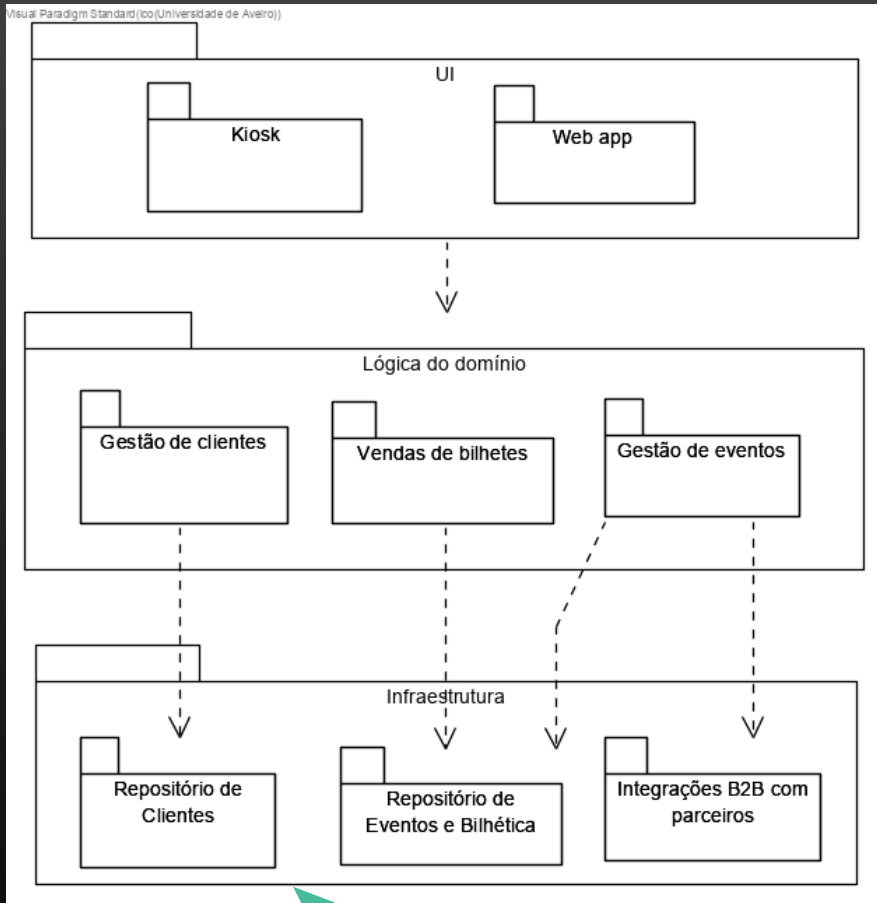 Visual Paradigm Standard(ico(Universidade de Aveiro))
UI
Kiosk
Web app
Lógica do domínio
Gestão de clientes
Vendas de bilhetes
Gestão de eventos
Infraestrutura
Repositório de
Clientes
Repositório de
Eventos e Bilhética
Integrações B2B com
parceiros